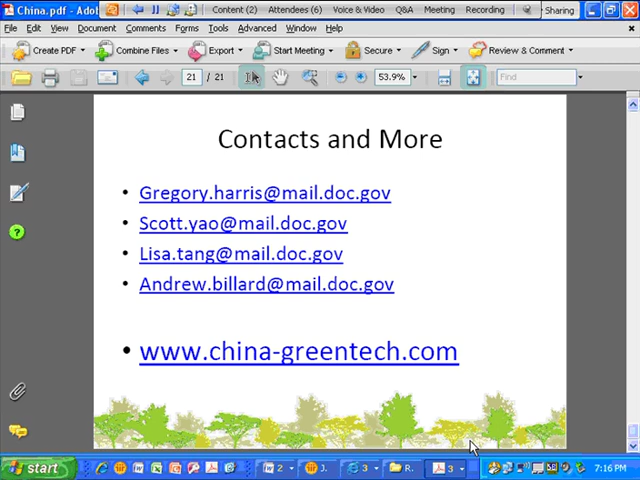 China.pdf - Adol
Content (2) Attendees (6) Voice & Video Q&A Meeting Recording Sharing
File Edit View Document Comments Forms Tools Advanced Window Help
Create PDF Combine Files Export Start Meeting Secure Sign Review & Comment
21 / 21 53.9% Find
Contacts and More
• Gregory.harris@mail.doc.gov
• Scott.yao@mail.doc.gov
• Lisa.tang@mail.doc.gov
• Andrew.billard@mail.doc.gov
• www.china-greentech.com
start 2 J. 3 R. 3 7:16 PM